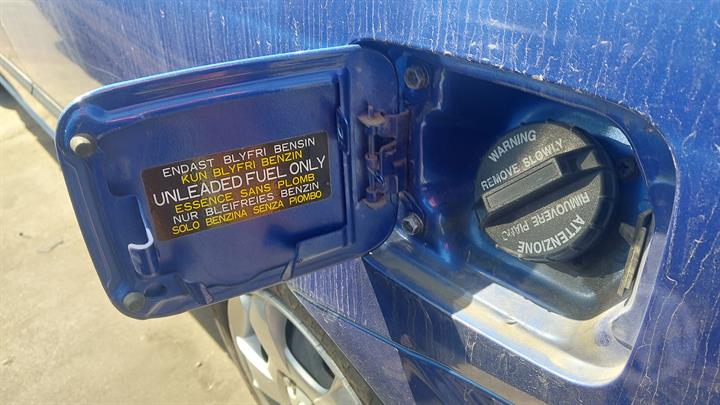 ENDAST BLYFRI BENSIN
KUN BLYFRI BENZIN
UNLEADED FUEL ONLY
ESSENCE SANS PLOMB
NUR BLEIFREIES BENZIN
SOLO BENZINA SENZA PIOMBO
WARNING
REMOVE SLOWLY
RIMUOVERE PIANO
ATTENZIONE